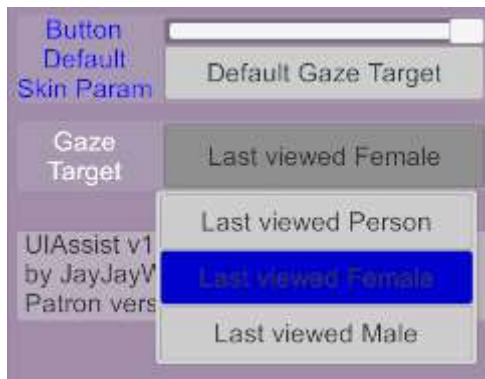 Button
Default
Skin Param
Default Gaze Target
Gaze
Target
Last viewed Female
Last viewed Person
Last viewed Female
Last viewed Male
UIAssist v1
by JayJayW
Patron vers